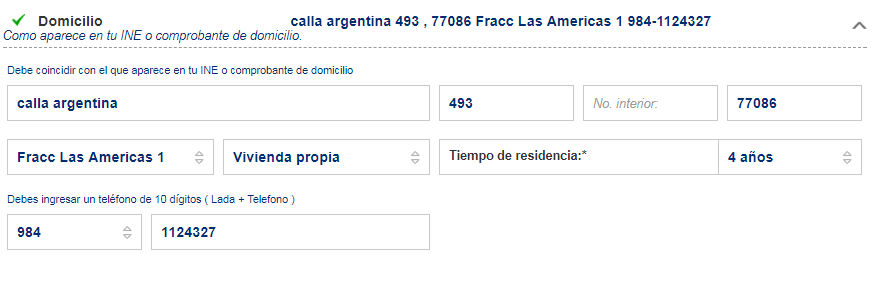 Domicilio calla argentina 493 , 77086 Fracc Las Americas 1 984-1124327
Como aparece en tu INE o comprobante de domicilio.
Debe coincidir con el que aparece en tu INE o comprobante de domicilio
calla argentina 493 No. interior: 77086
Fracc Las Americas 1 Vivienda propia Tiempo de residencia:* 4 años
Debes ingresar un teléfono de 10 dígitos ( Lada + Telefono )
984 1124327